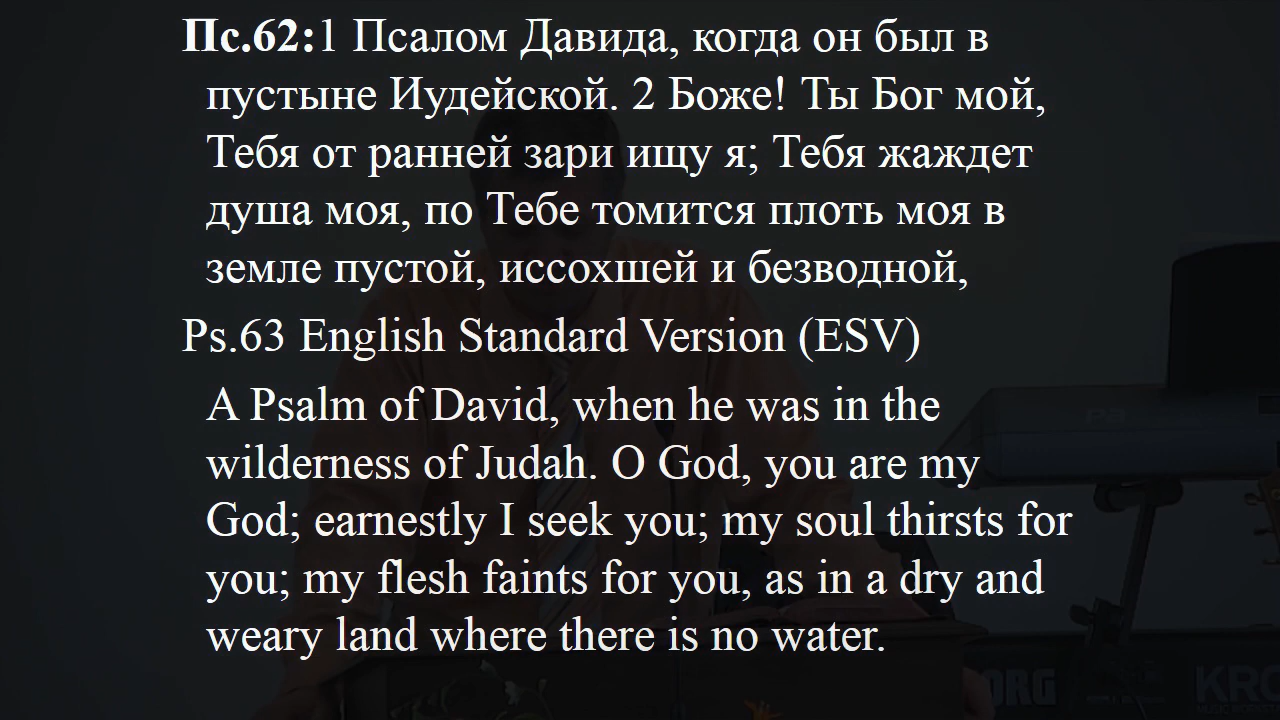 Пс.62:1 Псалом Давида, когда он был в
пустыне Иудейской. 2 Боже! Ты Бог мой,
Тебя от ранней зари ищу я; Тебя жаждет
душа моя, по Тебе томится плоть моя в
земле пустой, иссохшей и безводной,
Ps.63 English Standard Version (ESV)
A Psalm of David, when he was in the
wilderness of Judah. O God, you are my
God; earnestly I seek you; my soul thirsts for
you; my flesh faints for you, as in a dry and
weary land where there is no water.